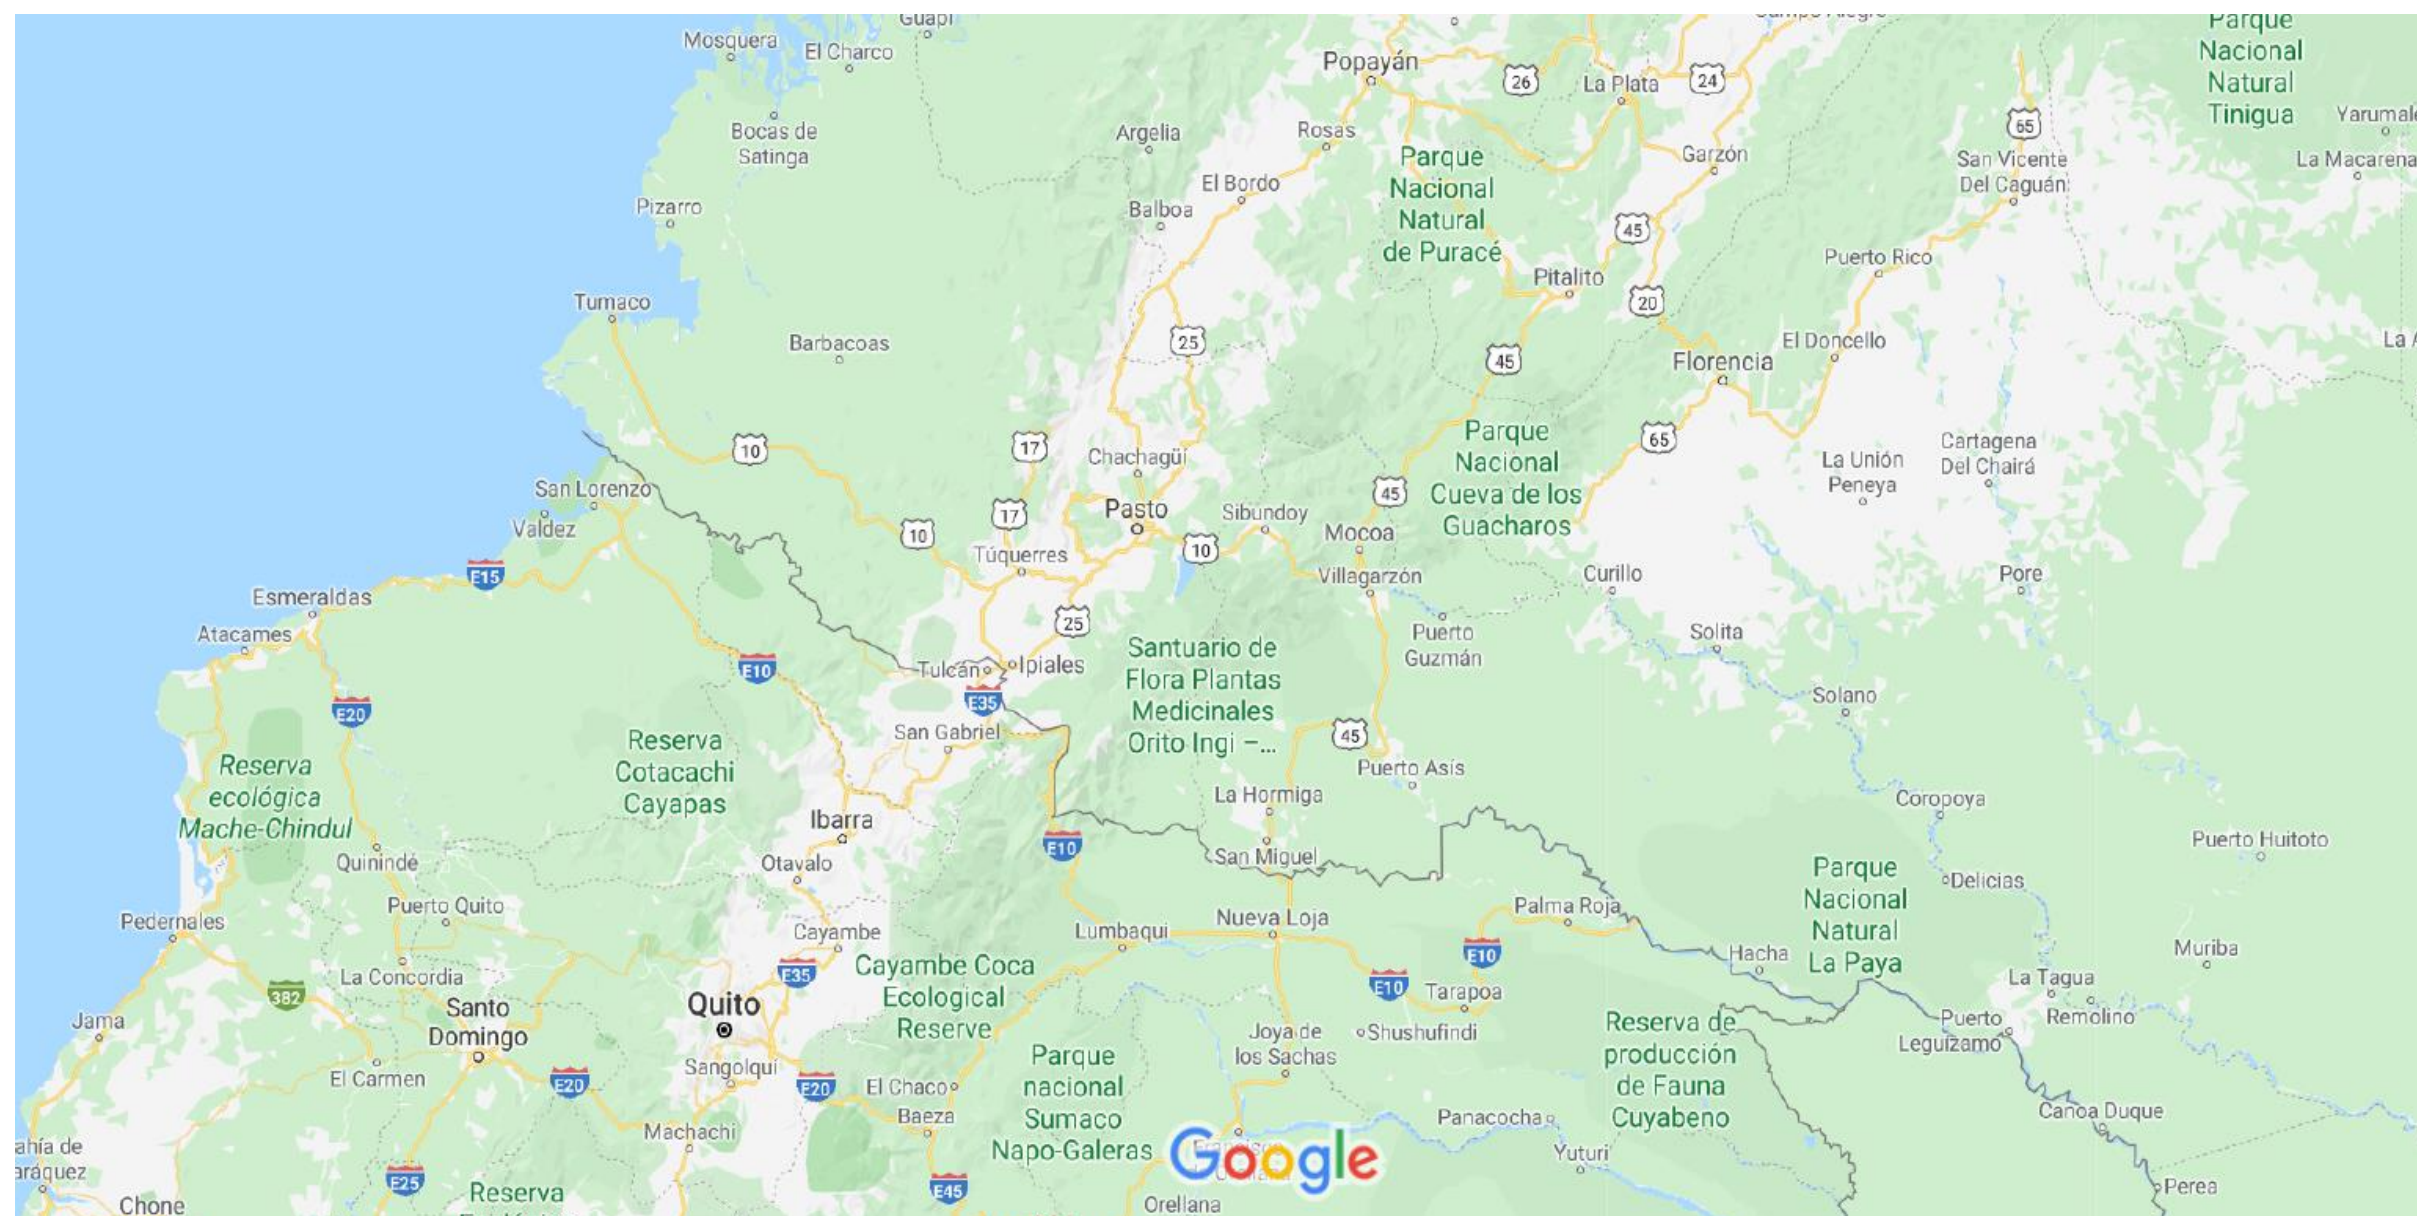 Guapi
Mosquera
El Charco
Parque
Nacional
Natural
Tinigua
Popayán
26
La Plata
24
65
Yarumale
Bocas de
Satinga
Argelia
Rosas
Parque
Nacional
Natural
de Puracé
Garzón
San Vicente
Del Caguán
La Macarena
El Bordo
Pizarro
Balboa
45
Puerto Rico
Pitalito
20
Tumaco
Barbacoas
25
45
El Doncello
Florencia
La
10
17
Chachagüí
Parque
Nacional
Cueva de los
Guacharos
65
Cartagena
Del Chairá
La Unión
Peneya
San Lorenzo
Valdez
17
Pasto
Sibundoy
45
Mocoa
10
Túquerres
10
E15
Villagarzón
Curillo
Pore
Esmeraldas
Atacames
25
Puerto
Guzmán
Solita
Santuario de
Flora Plantas
Medicinales
Orito Ingi –...
E10
Tulcán
Ipiales
E35
Solano
E20
San Gabriel
45
Reserva
Cotacachi
Cayapas
Reserva
ecológica
Mache-Chindul
Puerto Asís
La Hormiga
Coropoya
Ibarra
E10
Puerto Huitoto
Quinindé
Otavalo
San Miguel
Parque
Nacional
Natural
La Paya
Delicias
Puerto Quito
Pedernales
Cayambe
Lumbaqui
Nueva Loja
Palma Roja
E10
Hacha
Muriba
La Concordia
E35
Cayambe Coca
Ecological
Reserve
E10
Tarapoa
La Tagua
382
Santo
Domingo
Quito
Jama
Joya de
los Sachas
Shushufindi
Reserva de
producción
de Fauna
Cuyabeno
Puerto
Leguízamo
Remolino
El Carmen
E20
Sangolquí
E20
El Chaco
Parque
nacional
Sumaco
Napo-Galeras
Baeza
Panacocha
Canoa Duque
Machachi
ahía de
aráquez
Google
Yuturi
E25
Reserva
E45
Perea
Chone
Orellana